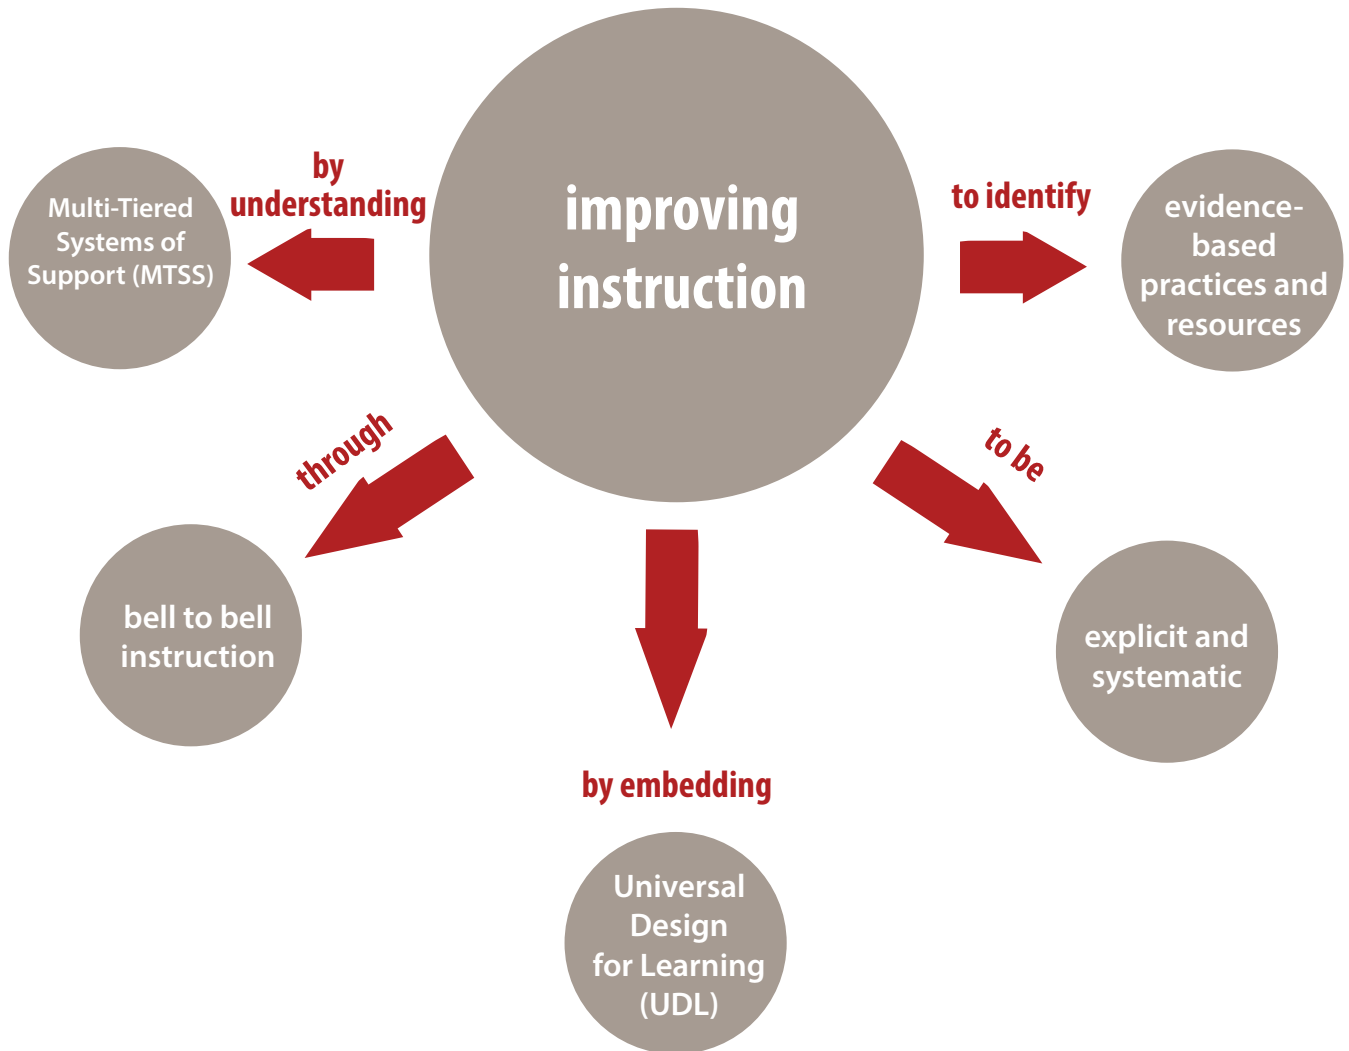 improving
instruction
by
understanding
Multi-Tiered
Systems of
Support (MTSS)
to identify
evidence-
based
practices and
resources
through
bell to bell
instruction
to be
explicit and
systematic
by embedding
Universal
Design
for Learning
(UDL)